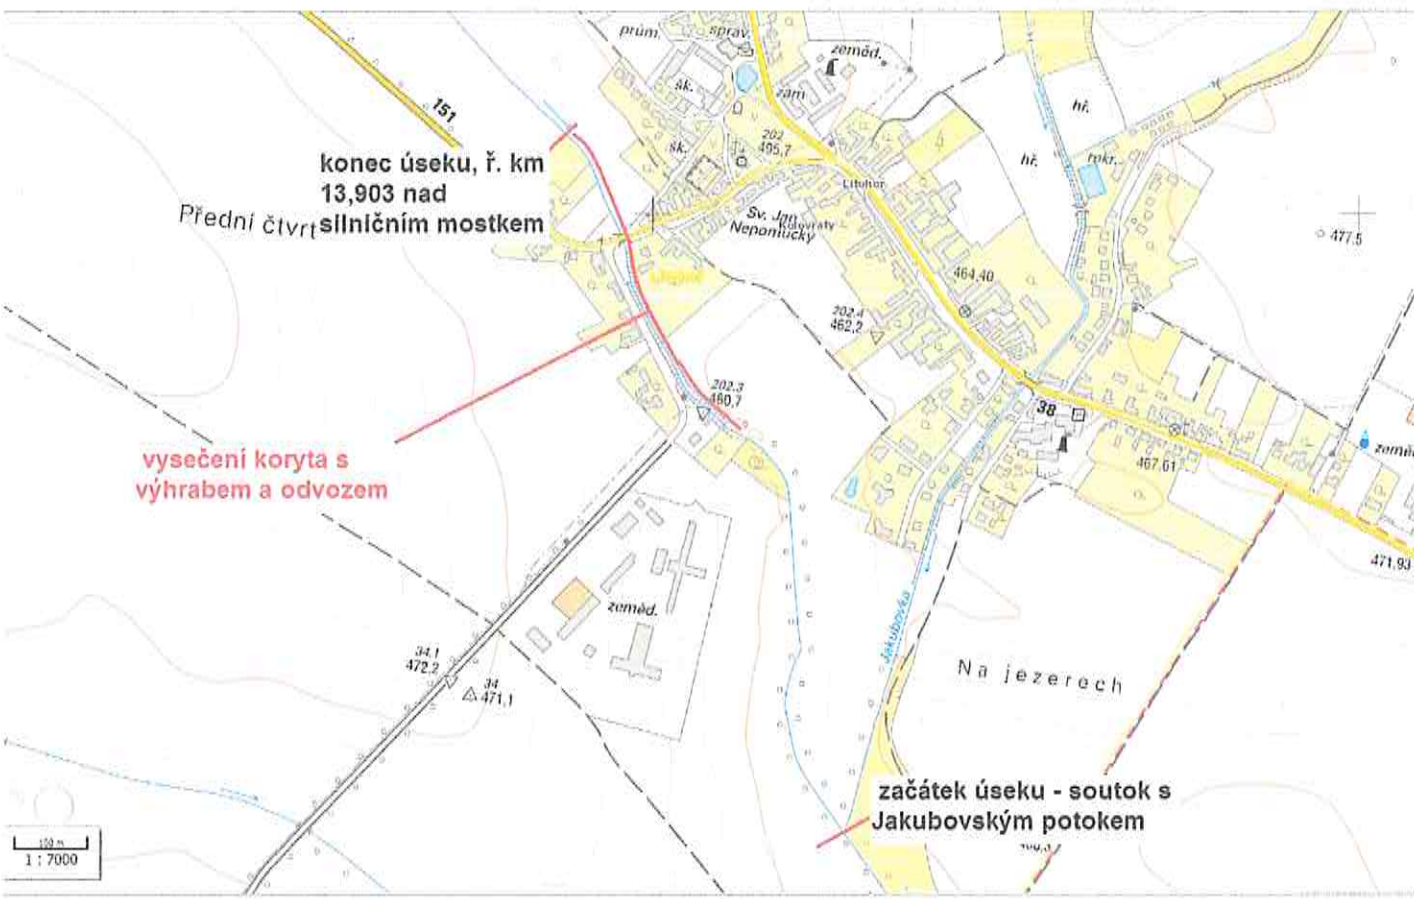 prům.
sprav.
zeměd.
151
šk.
zam
hř.
202
495,7
šk.
hř.
konec úseku, ř. km
13,903 nad
silničním mostkem
Přední čtvrt
Sv. Jan
Nepomucký
477,5
464,40
202.4
462,2
202.3
460,7
38
467,61
zeměd
471,93
vysečení koryta s
výhrabem a odvozem
zeměd.
Jakubovka
34.1
472,2
34
471,1
Na jezerech
začátek úseku - soutok s
Jakubovským potokem
100 m
1 : 7000